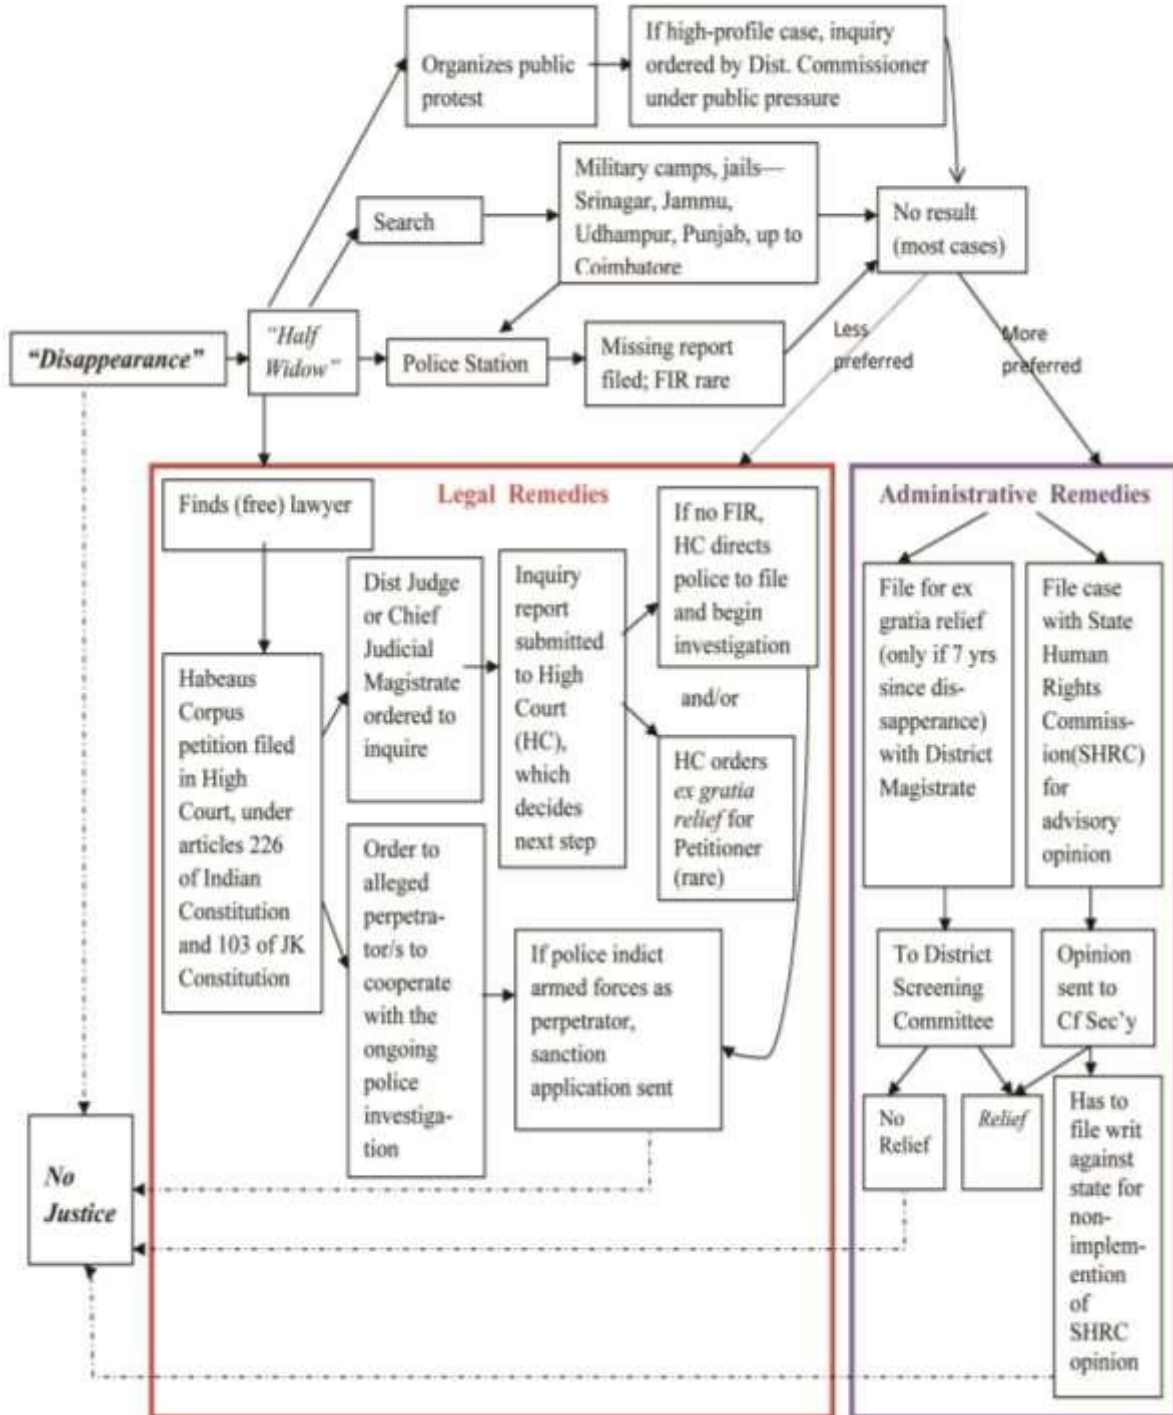 Organizes public
protest
If high-profile case, inquiry
ordered by Dist. Commissioner
under public pressure
Search
Military camps, jails—
Srinagar, Jammu,
Udhampur, Punjab, up to
Coimbatore
No result
(most cases)
“Disappearance”
“Half
Widow”
Police Station
Missing report
filed; FIR rare
Less
preferred
More
preferred
Legal Remedies
Finds (free) lawyer
Habeaus
Corpus
petition filed
in High
Court, under
articles 226
of Indian
Constitution
and 103 of JK
Constitution
Dist Judge
or Chief
Judicial
Magistrate
ordered to
inquire
Inquiry
report
submitted
to High
Court
(HC),
which
decides
next step
If no FIR,
HC directs
police to file
and begin
investigation
and/or
HC orders
ex gratia
relief for
Petitioner
(rare)
Order to
alleged
perpetra-
tor/s to
cooperate
with the
ongoing
police
investiga-
tion
If police indict
armed forces as
perpetrator,
sanction
application sent
Administrative Remedies
File for ex
gratia relief
(only if 7 yrs
since dis-
sapperance)
with District
Magistrate
File case
with State
Human
Rights
Commiss-
ion(SHRC)
for
advisory
opinion
To District
Screening
Committee
Opinion
sent to
Cf Sec’y
No
Relief
Relief
Has to
file writ
against
state for
non-
implem-
ention
of
SHRC
opinion
No
Justice